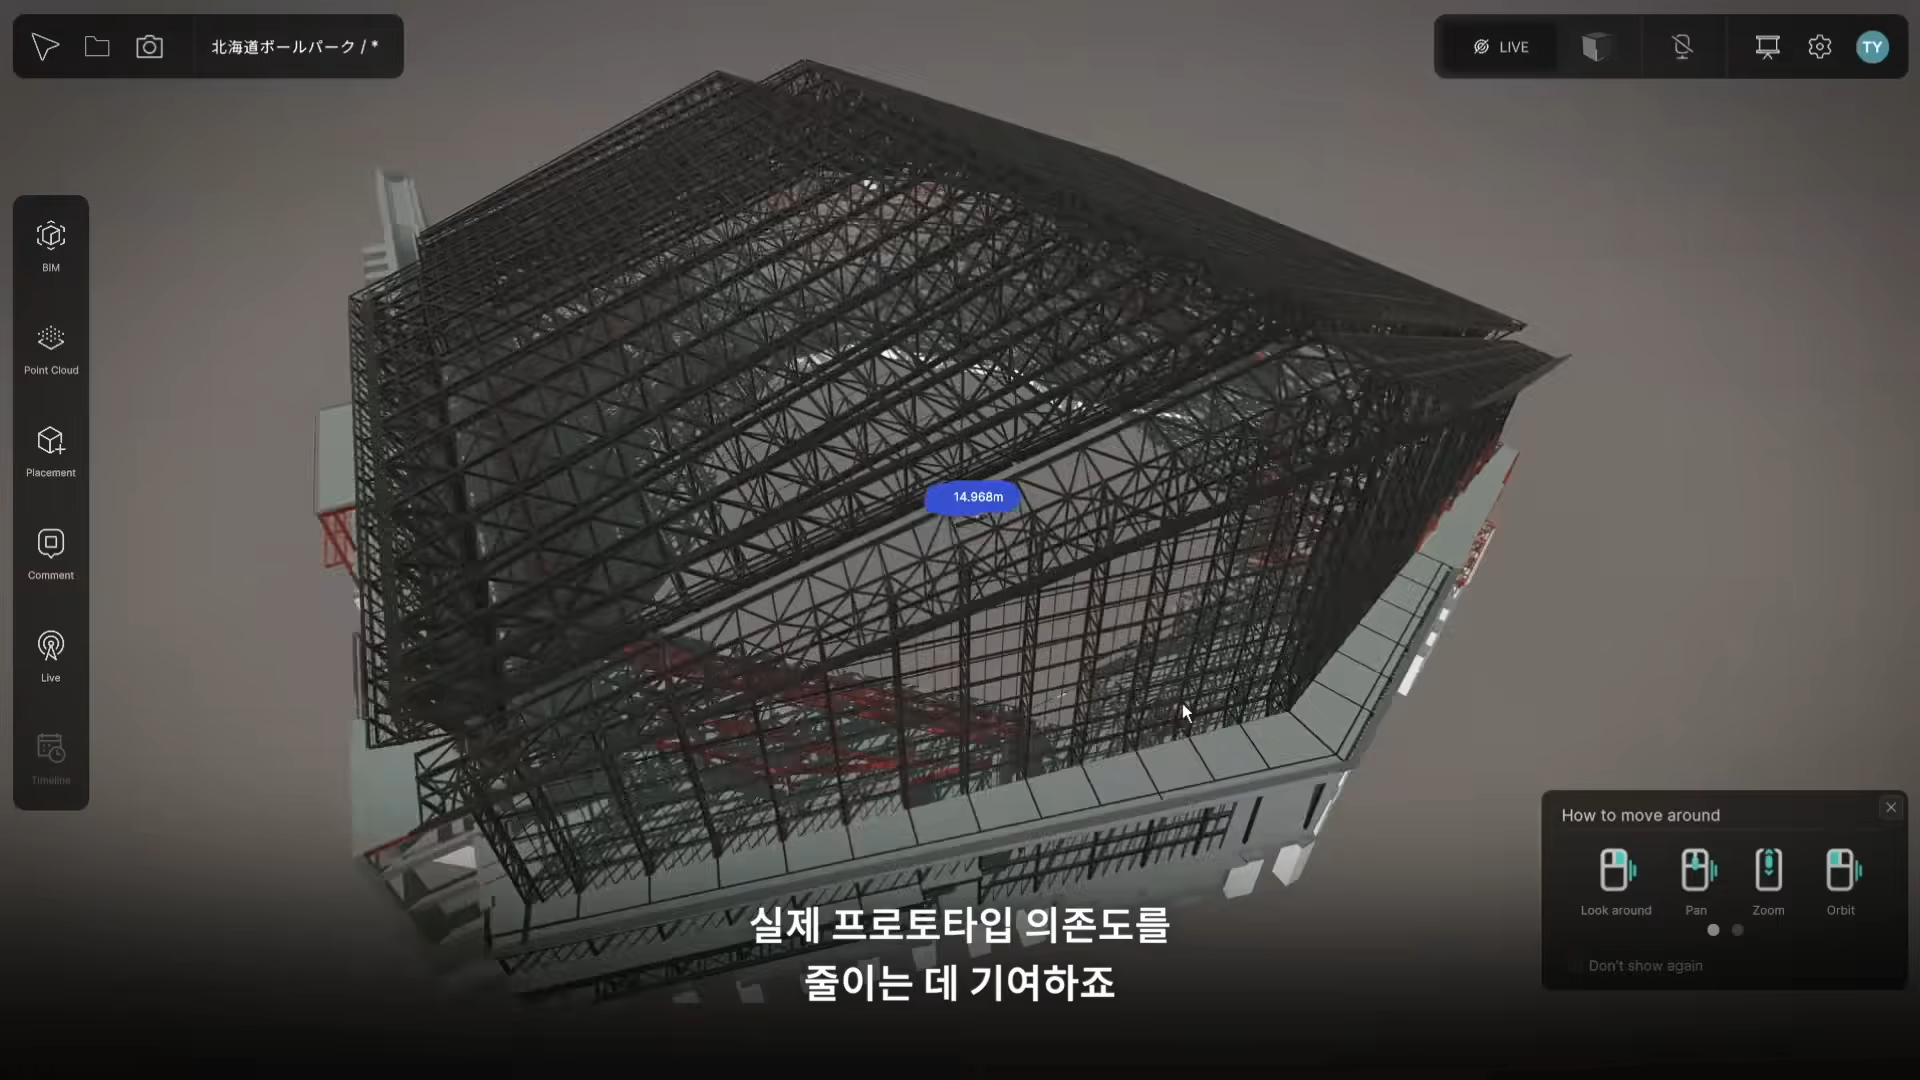 北海道ボールパーク / *
LIVE
TY
BIM
Point Cloud
Placement
Comment
Live
Timeline
14.968m
How to move around
Look around
Pan
Zoom
Orbit
Don't show again
실제 프로토타입 의존도를
줄이는 데 기여하죠